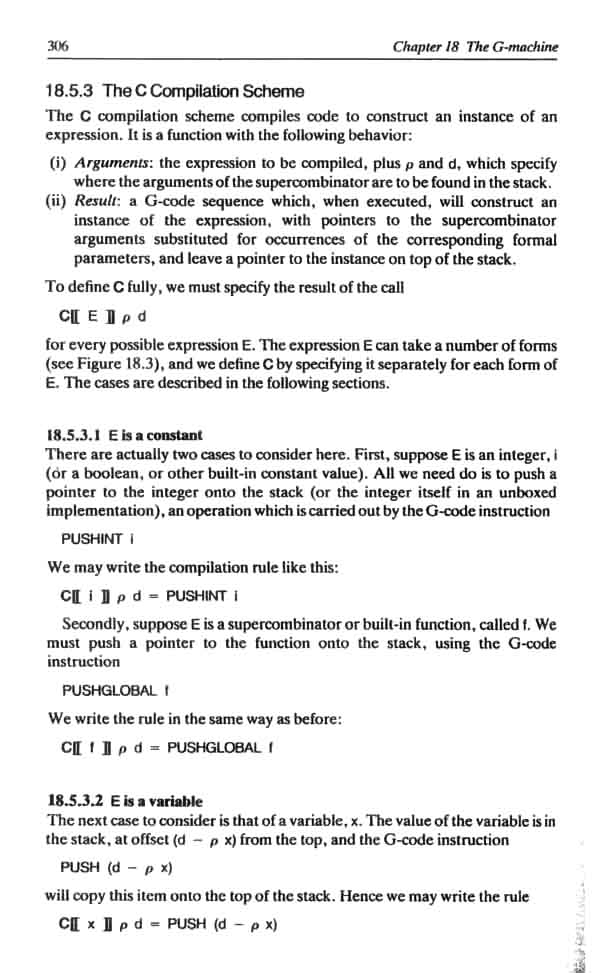 306 Chapter 18 The G-machine
18.5.3 The C Compilation Scheme
The C compilation scheme compiles code to construct an instance of an
expression. It is a function with the following behavior:
(i) Arguments: the expression to be compiled, plus ρ and d, which specify
where the arguments of the supercombinator are to be found in the stack.
(ii) Result: a G-code sequence which, when executed, will construct an
instance of the expression, with pointers to the supercombinator
arguments substituted for occurrences of the corresponding formal
parameters, and leave a pointer to the instance on top of the stack.
To define C fully, we must specify the result of the call
C⟦ E ⟧ ρ d
for every possible expression E. The expression E can take a number of forms
(see Figure 18.3), and we define C by specifying it separately for each form of
E. The cases are described in the following sections.
18.5.3.1 E is a constant
There are actually two cases to consider here. First, suppose E is an integer, i
(or a boolean, or other built-in constant value). All we need do is to push a
pointer to the integer onto the stack (or the integer itself in an unboxed
implementation), an operation which is carried out by the G-code instruction
PUSHINT i
We may write the compilation rule like this:
C⟦ i ⟧ ρ d = PUSHINT i
Secondly, suppose E is a supercombinator or built-in function, called f. We
must push a pointer to the function onto the stack, using the G-code
instruction
PUSHGLOBAL f
We write the rule in the same way as before:
C⟦ f ⟧ ρ d = PUSHGLOBAL f
18.5.3.2 E is a variable
The next case to consider is that of a variable, x. The value of the variable is in
the stack, at offset (d − ρ x) from the top, and the G-code instruction
PUSH (d − ρ x)
will copy this item onto the top of the stack. Hence we may write the rule
C⟦ x ⟧ ρ d = PUSH (d − ρ x)